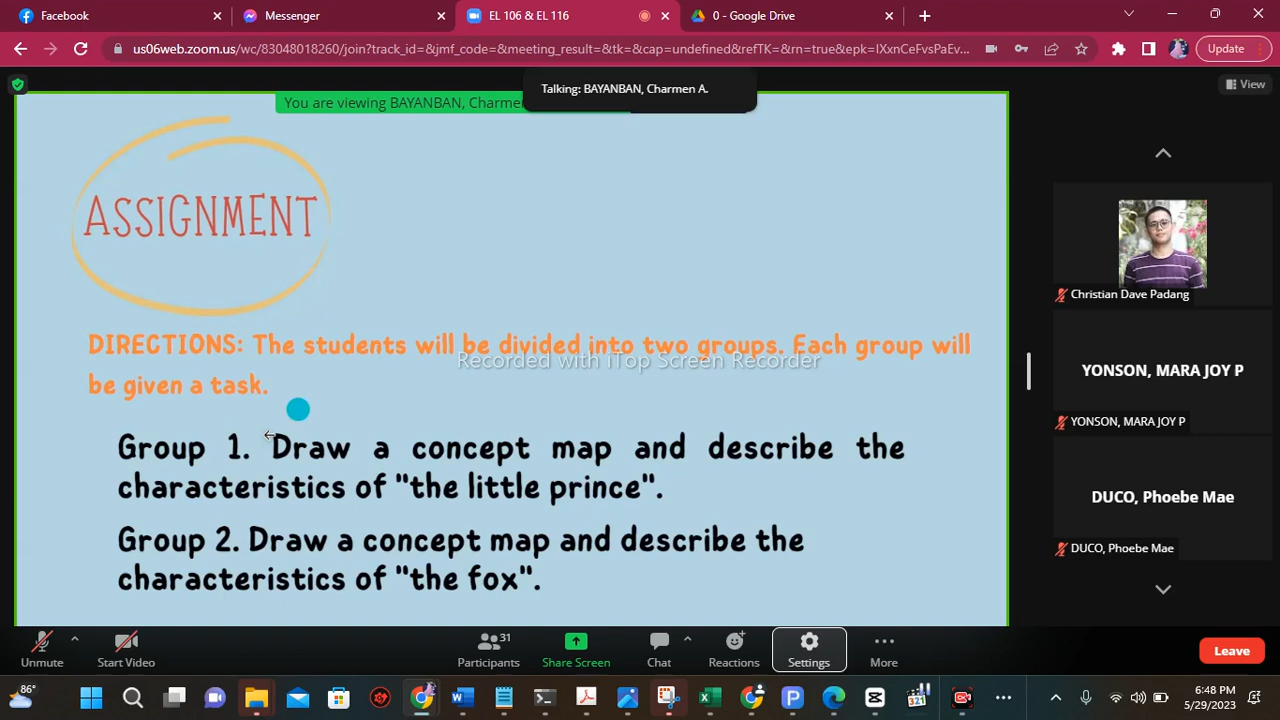 Facebook
Messenger
EL 106 & EL 116
0 - Google Drive
us06web.zoom.us/wc/83048018260/join?track_id=&jmf_code=&meeting_result=&tk=&cap=undefined&refTK=&rn=true&epk=IXxnCeFvsPaEv...
Update
You are viewing BAYANBAN, Charmen
Talking: BAYANBAN, Charmen A.
View
ASSIGNMENT
DIRECTIONS: The students will be divided into two groups. Each group will
be given a task.
Recorded with iTop Screen Recorder
Group 1. Draw a concept map and describe the
characteristics of "the little prince".
Group 2. Draw a concept map and describe the
characteristics of "the fox".
Christian Dave Padang
YONSON, MARA JOY P
YONSON, MARA JOY P
DUCO, Phoebe Mae
DUCO, Phoebe Mae
Unmute
Start Video
31
Participants
Share Screen
Chat
Reactions
Settings
More
Leave
86°
321
6:48 PM
5/29/2023